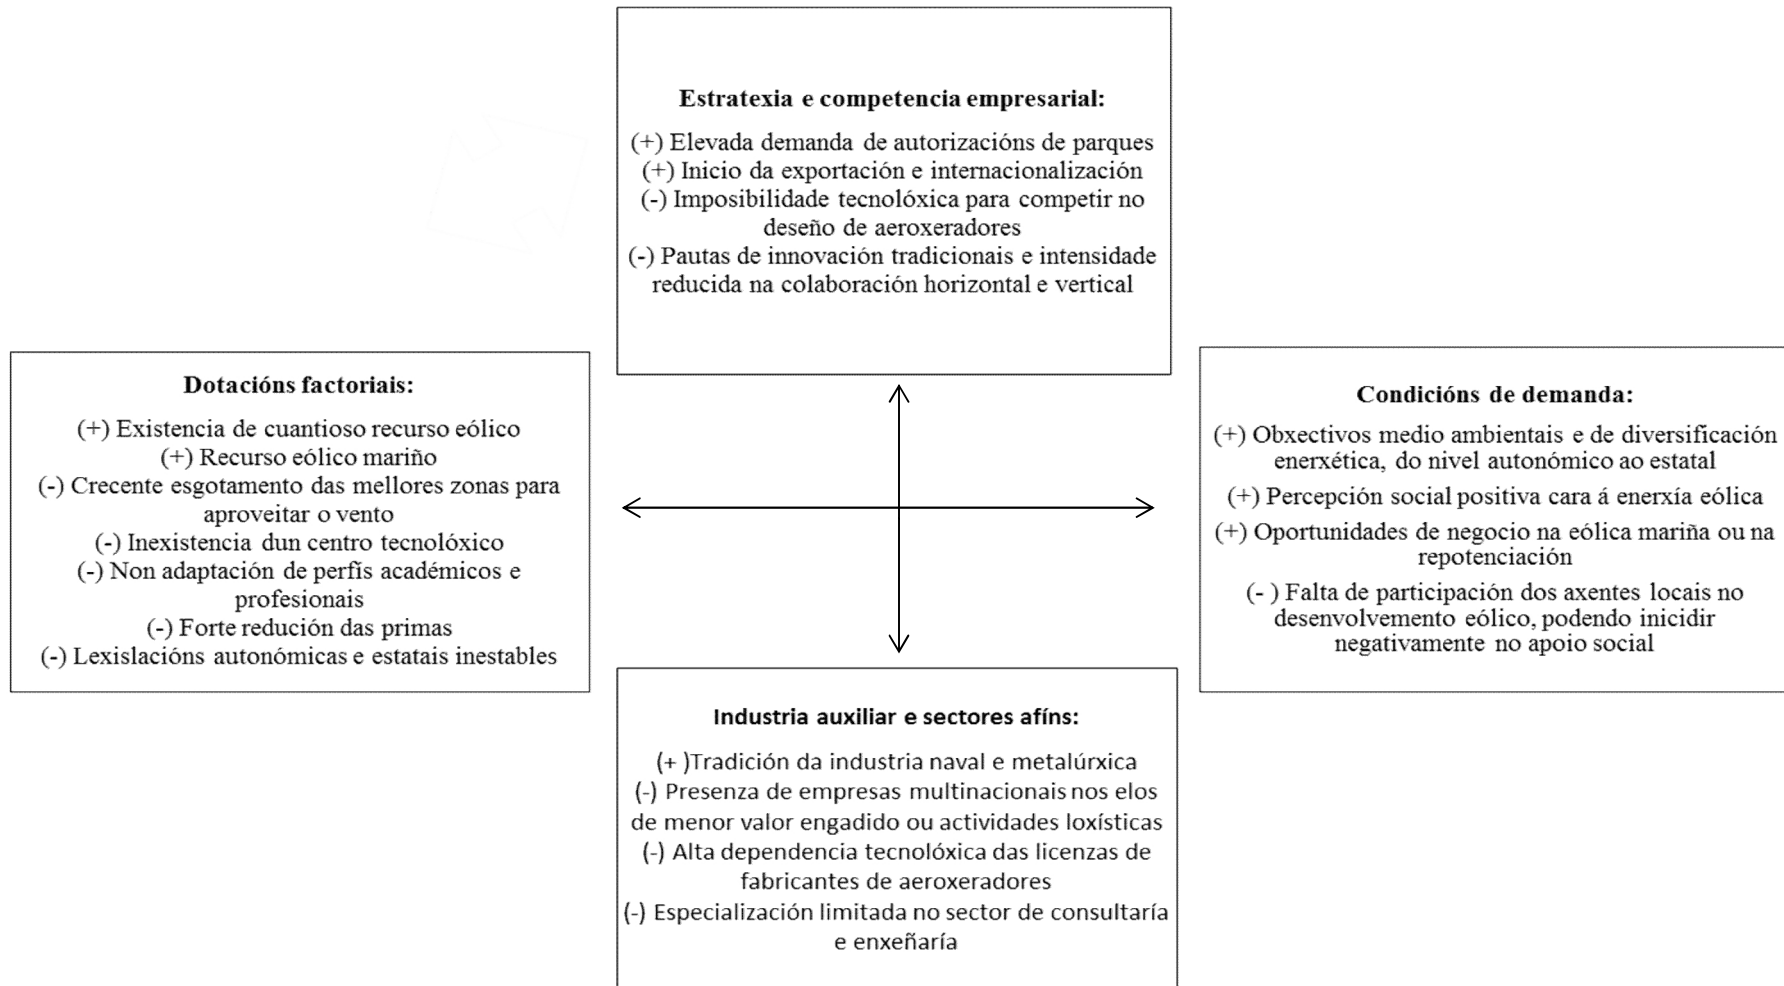 Estratexia e competencia empresarial:
(+) Elevada demanda de autorizacións de parques
(+) Inicio da exportación e internacionalización
(-) Imposibilidade tecnolóxica para competir no
deseño de aeroxeradores
(-) Pautas de innovación tradicionais e intensidade
reducida na colaboración horizontal e vertical
Dotacións factoriais:
(+) Existencia de cuantioso recurso eólico
(+) Recurso eólico mariño
(-) Crecente esgotamento das mellores zonas para
aproveitar o vento
(-) Inexistencia dun centro tecnolóxico
(-) Non adaptación de perfís académicos e
profesionais
(-) Forte redución das primas
(-) Lexislacións autonómicas e estatais inestables
Condicións de demanda:
(+) Obxectivos medio ambientais e de diversificación
enerxética, do nivel autonómico ao estatal
(+) Percepción social positiva cara á enerxía eólica
(+) Oportunidades de negocio na eólica mariña ou na
repotenciación
(- ) Falta de participación dos axentes locais no
desenvolvemento eólico, podendo inicidir
negativamente no apoio social
Industria auxiliar e sectores afíns:
(+ )Tradición da industria naval e metalúrxica
(-) Presenza de empresas multinacionais nos elos
de menor valor engadido ou actividades loxísticas
(-) Alta dependencia tecnolóxica das licenzas de
fabricantes de aeroxeradores
(-) Especialización limitada no sector de consultaría
e enxeñaría